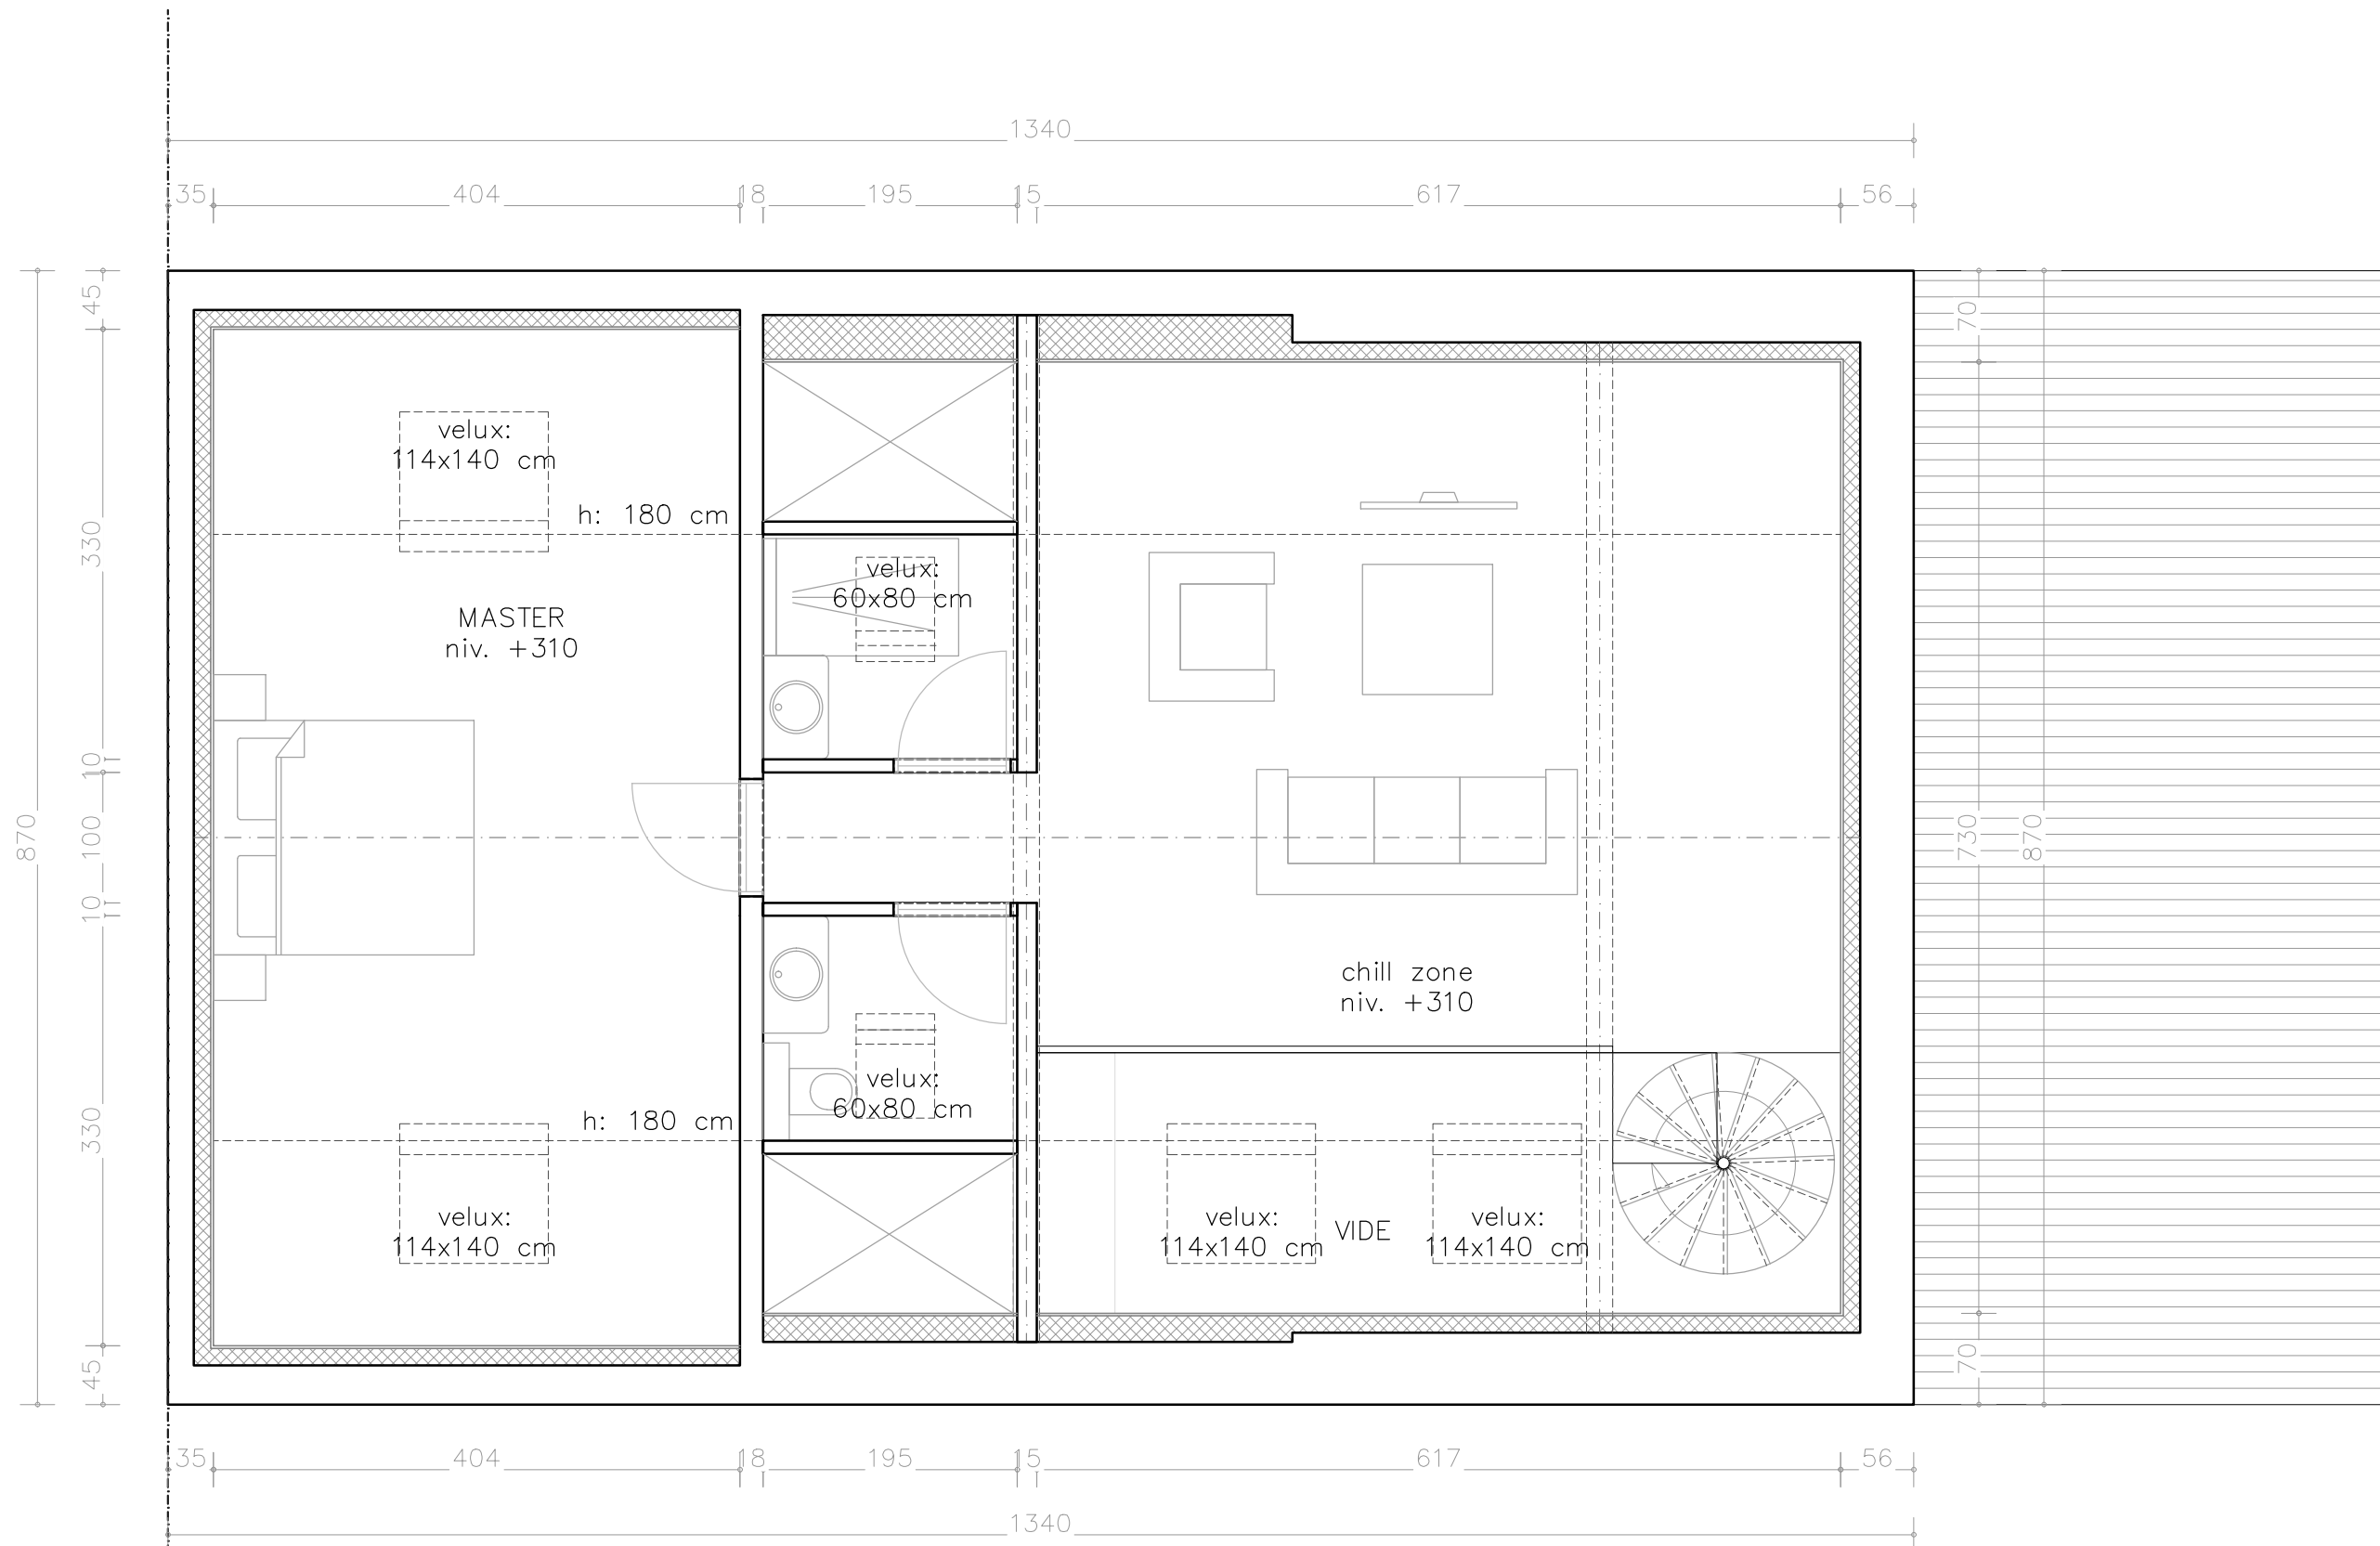 1340
35 404 18 195 15 617 56
45
70
velux:
114x140 cm
h: 180 cm
330
velux:
60x80 cm
MASTER
niv. +310
10
870
100
730
870
10
chill zone
niv. +310
velux:
60x80 cm
h: 180 cm
330
velux:
114x140 cm
velux:
114x140 cm
VIDE
velux:
114x140 cm
45
70
35 404 18 195 15 617 56
1340